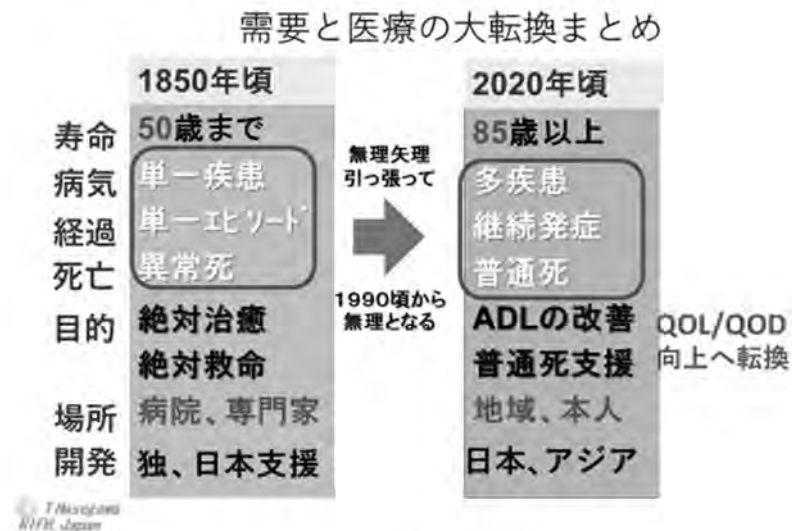 需要と医療の大転換まとめ
1850年頃
2020年頃
寿命
50歳まで
85歳以上
病気
単一疾患
無理矢理
引っ張って
多疾患
経過
単一エピソード
継続発症
死亡
異常死
普通死
1990頃から
無理となる
目的
絶対治癒
ADLの改善
QOL/QOD
絶対救命
普通死支援
向上へ転換
場所
病院、専門家
地域、本人
開発
独、日本支援
日本、アジア
T Hasegawa
Japan